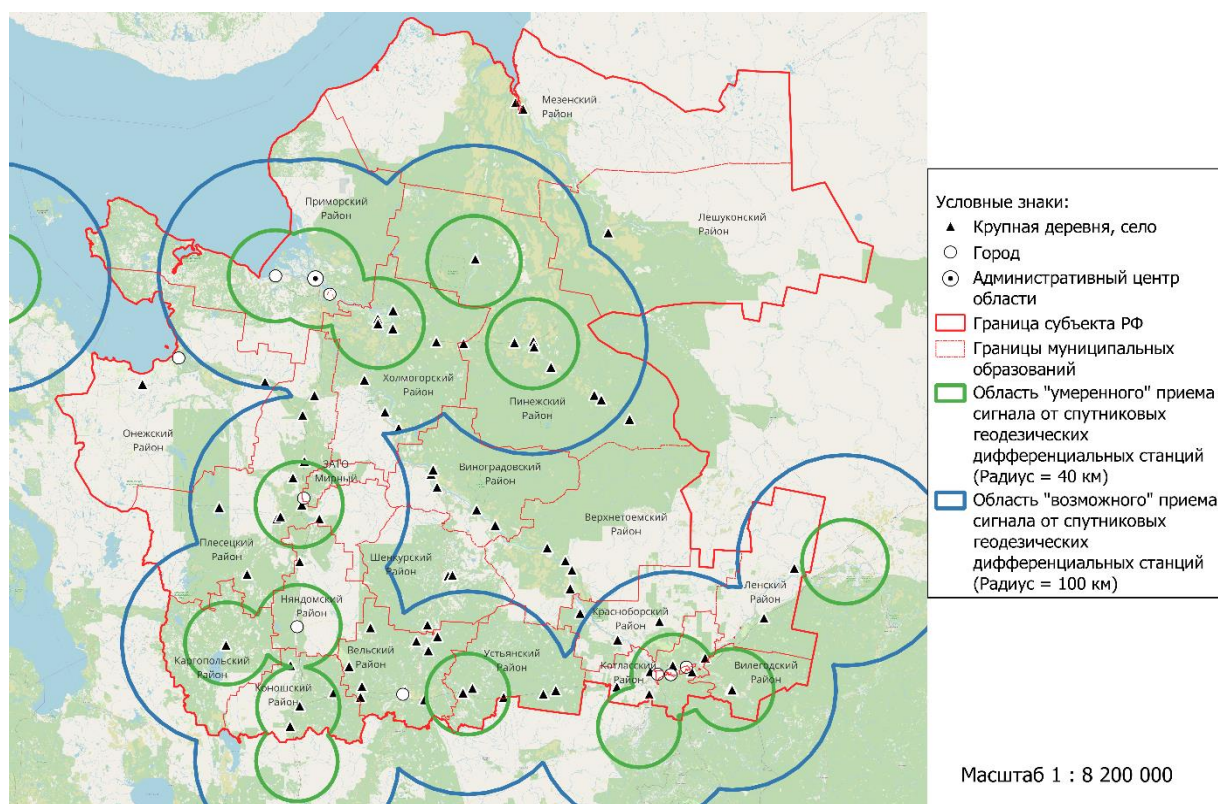 Мезенский
Район
Приморский
Район
Лешуконский
Район
Холмогорский
Район
Пинежский
Район
Онежский
Район
ЗАТО
Мирный
Виноградовский
Район
Верхнетоемский
Район
Плесецкий
Район
Шенкурский
Район
Ленский
Район
Няндомский
Район
Красноборский
Район
Каргопольский
Район
Вельский
Район
Устьянский
Район
Котласский
Район
Вилегодский
Район
Коношский
Район
Условные знаки:
Крупная деревня, село
Город
Административный центр
области
Граница субъекта РФ
Границы муниципальных
образований
Область "умеренного" приема
сигнала от спутниковых
геодезических
дифференциальных станций
(Радиус = 40 км)
Область "возможного" приема
сигнала от спутниковых
геодезических
дифференциальных станций
(Радиус = 100 км)
Масштаб 1 : 8 200 000